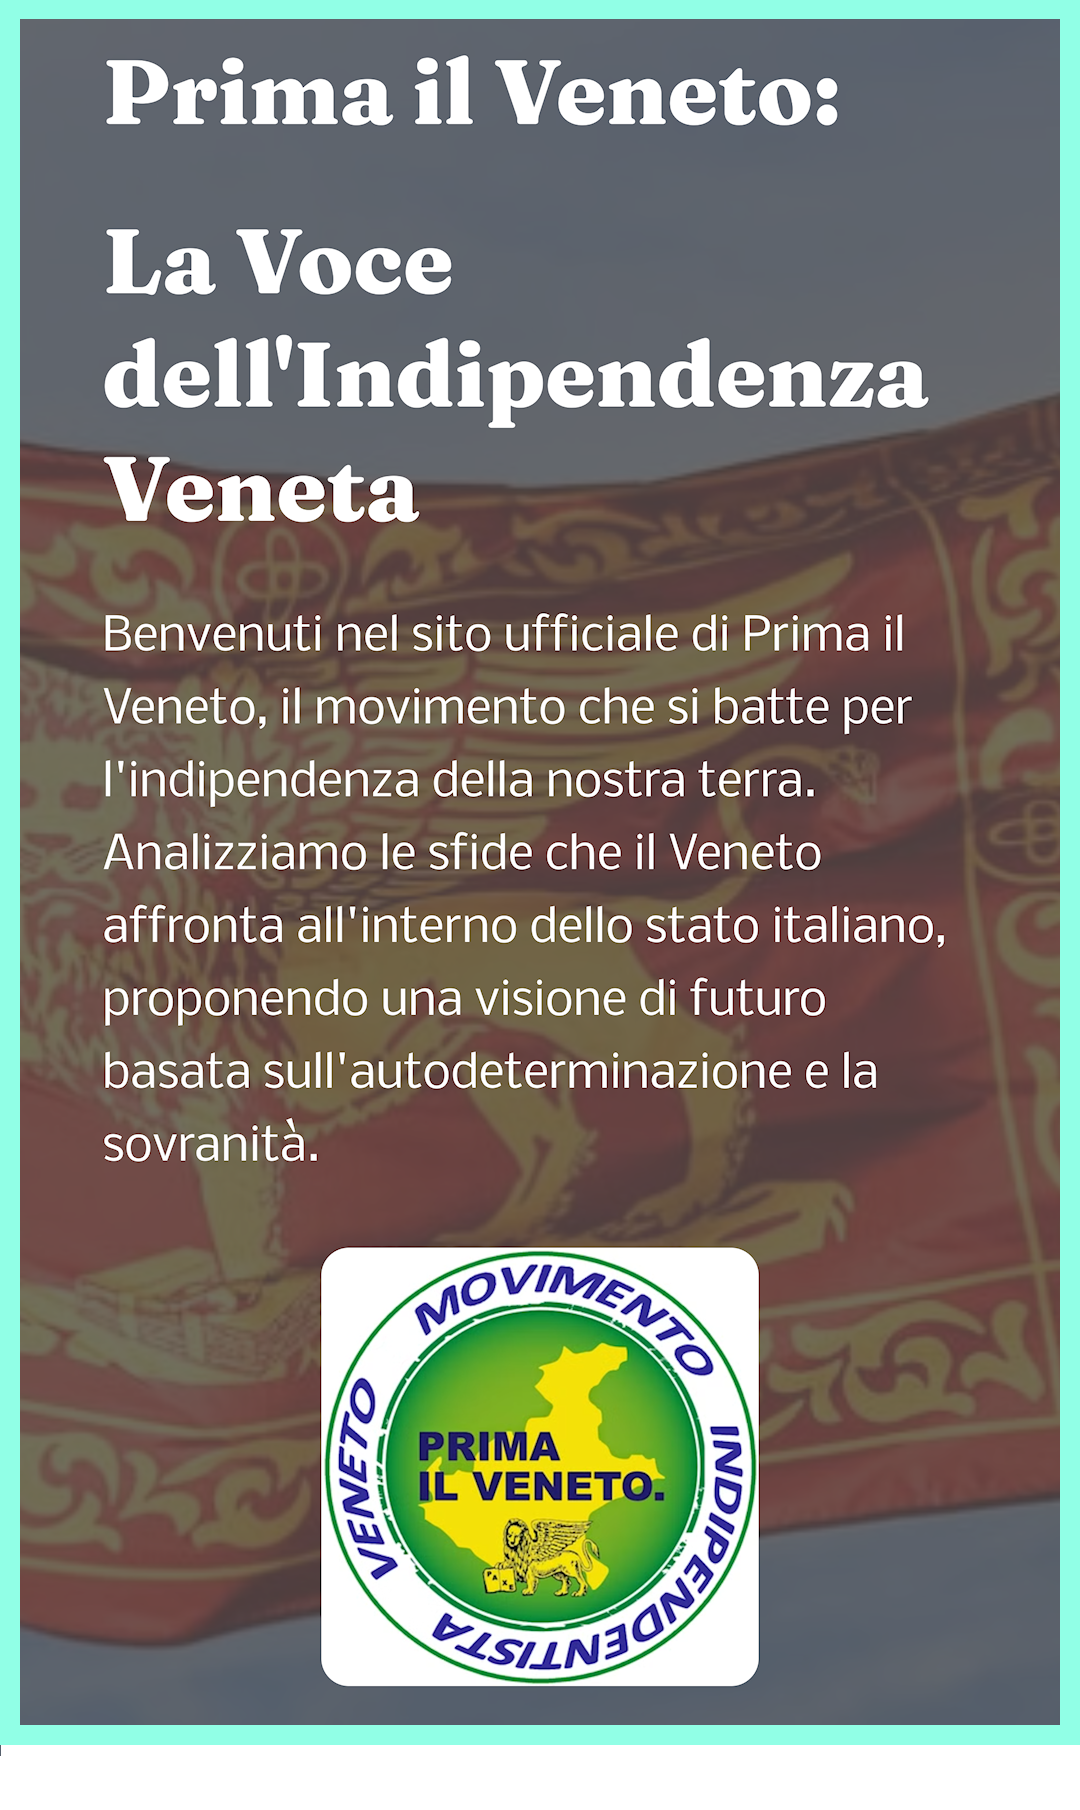 Prima il Veneto:
La Voce
dell'Indipendenza
Veneta
Benvenuti nel sito ufficiale di Prima il
Veneto, il movimento che si batte per
l'indipendenza della nostra terra.
Analizziamo le sfide che il Veneto
affronta all'interno dello stato italiano,
proponendo una visione di futuro
basata sull'autodeterminazione e la
sovranità.
MOVIMENTO
INDIPENDENTISTA
VENETO
PRIMA
IL VENETO.